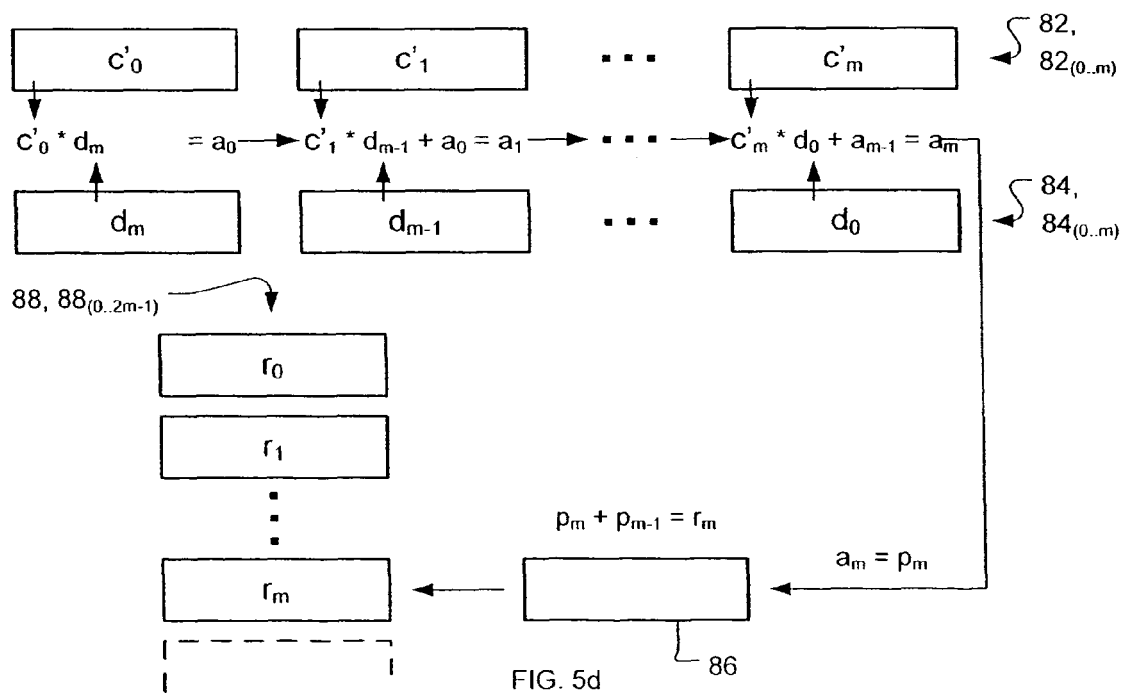 c'0 c'1 ▪ ▪ ▪ c'm
82,
82(0..m)
c'0 * dm = a0 c'1 * dm-1 + a0 = a1 ▪ ▪ ▪ c'm * d0 + am-1 = am
dm dm-1 ▪ ▪ ▪ d0
84,
84(0..m)
88, 88(0..2m-1)
r0
r1
pm + pm-1 = rm
am = pm
rm
86
FIG. 5d